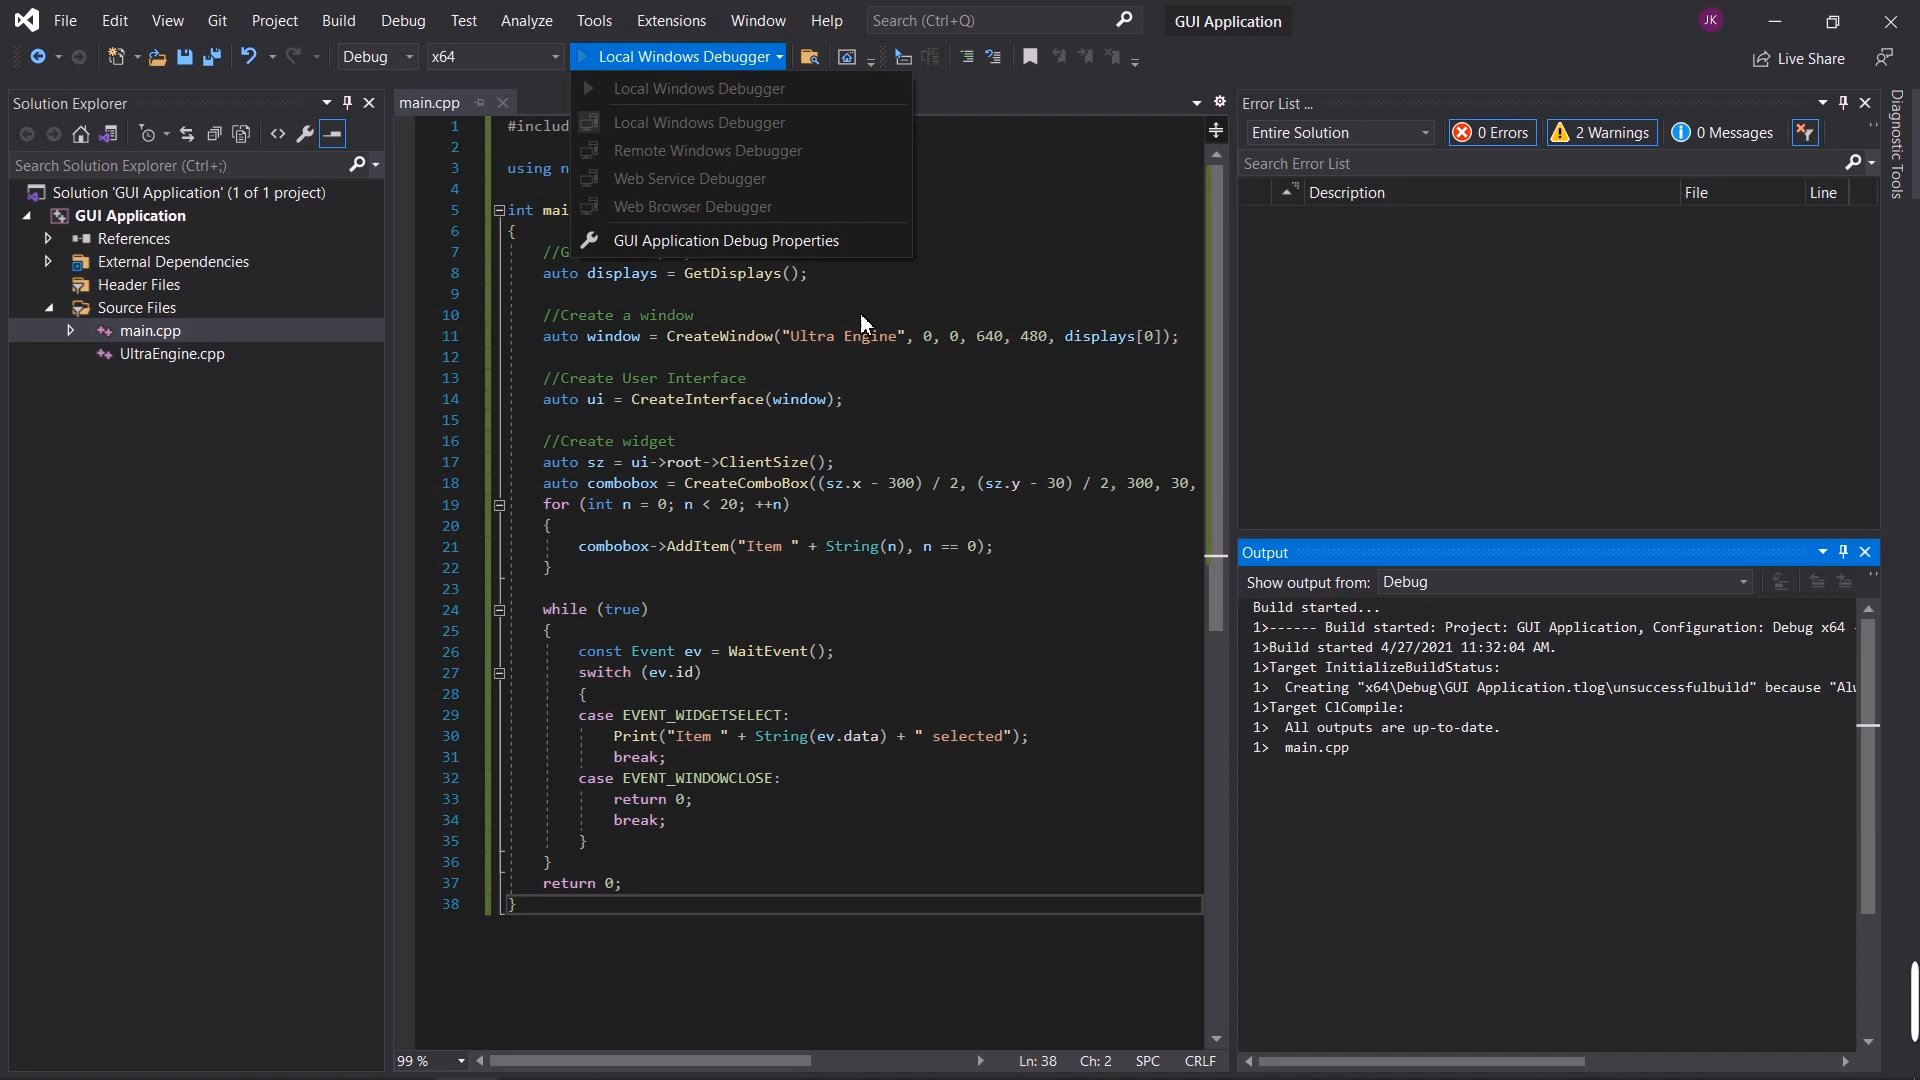 File Edit View Git Project Build Debug Test Analyze Tools Extensions Window Help Search (Ctrl+Q) GUI Application JK
Debug x64 Local Windows Debugger Live Share
Local Windows Debugger
Local Windows Debugger
Remote Windows Debugger
Web Service Debugger
Web Browser Debugger
GUI Application Debug Properties
Solution Explorer
Search Solution Explorer (Ctrl+;)
Solution 'GUI Application' (1 of 1 project)
GUI Application
References
External Dependencies
Header Files
Source Files
main.cpp
UltraEngine.cpp
main.cpp
1 #includ
2
3 using n
4
5 int mai
6 {
7 //G
8 auto displays = GetDisplays();
9
10 //Create a window
11 auto window = CreateWindow("Ultra Engine", 0, 0, 640, 480, displays[0]);
12
13 //Create User Interface
14 auto ui = CreateInterface(window);
15
16 //Create widget
17 auto sz = ui->root->ClientSize();
18 auto combobox = CreateComboBox((sz.x - 300) / 2, (sz.y - 30) / 2, 300, 30,
19 for (int n = 0; n < 20; ++n)
20 {
21 combobox->AddItem("Item " + String(n), n == 0);
22 }
23
24 while (true)
25 {
26 const Event ev = WaitEvent();
27 switch (ev.id)
28 {
29 case EVENT_WIDGETSELECT:
30 Print("Item " + String(ev.data) + " selected");
31 break;
32 case EVENT_WINDOWCLOSE:
33 return 0;
34 break;
35 }
36 }
37 return 0;
38 }
99 % Ln: 38 Ch: 2 SPC CRLF
Error List ...
Entire Solution 0 Errors 2 Warnings 0 Messages
Search Error List
Description File Line
Output
Show output from: Debug
Build started...
1>------ Build started: Project: GUI Application, Configuration: Debug x64 -
1>Build started 4/27/2021 11:32:04 AM.
1>Target InitializeBuildStatus:
1> Creating "x64\Debug\GUI Application.tlog\unsuccessfulbuild" because "Al
1>Target ClCompile:
1> All outputs are up-to-date.
1> main.cpp
Diagnostic Tools